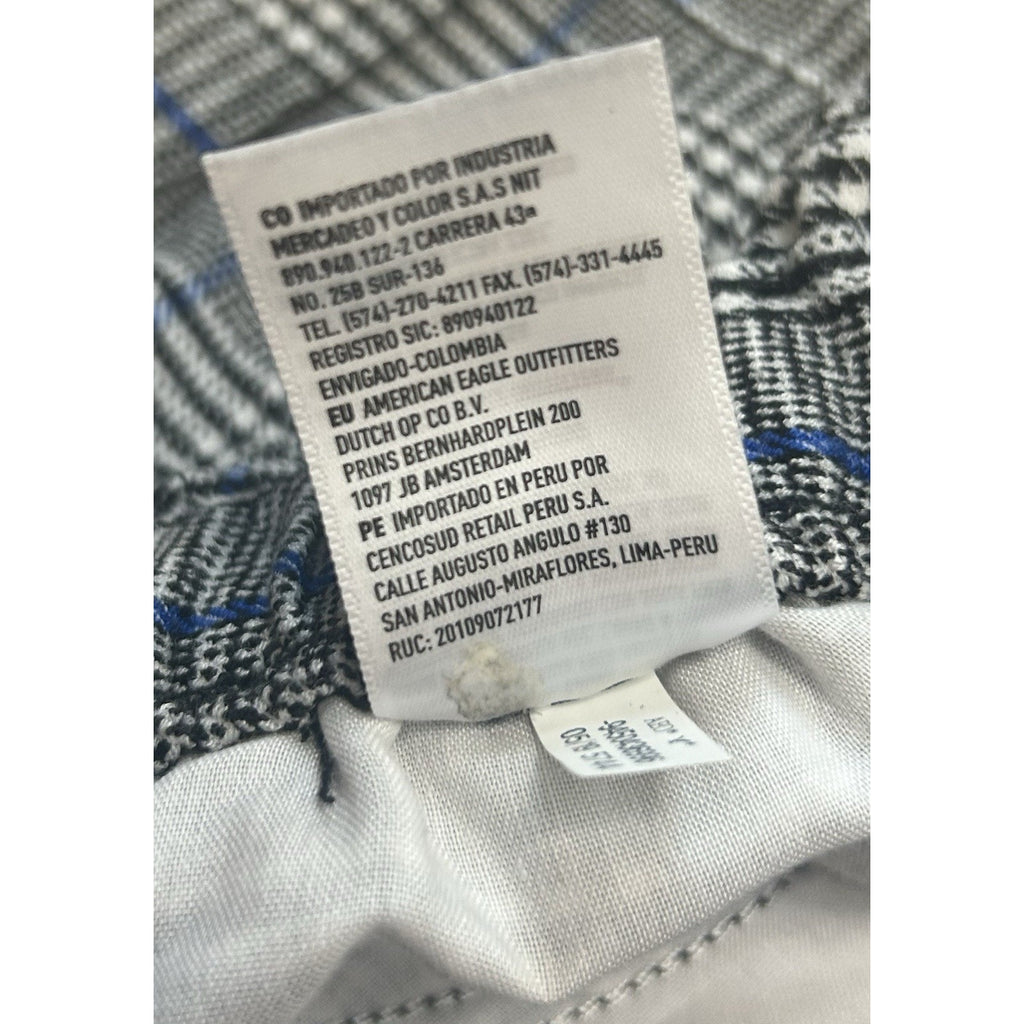 CO IMPORTADO POR INDUSTRIA
MERCADEO Y COLOR S.A.S NIT
890.940.122-2 CARRERA 43ª
NO. 25B SUR-136
TEL. (574)-270-4211 FAX. (574)-331-4445
REGISTRO SIC: 890940122
ENVIGADO-COLOMBIA
EU AMERICAN EAGLE OUTFITTERS
DUTCH OP CO B.V.
PRINS BERNHARDPLEIN 200
1097 JB AMSTERDAM
PE IMPORTADO EN PERU POR
CENCOSUD RETAIL PERU S.A.
CALLE AUGUSTO ANGULO #130
SAN ANTONIO-MIRAFLORES, LIMA-PERU
RUC: 20109072177